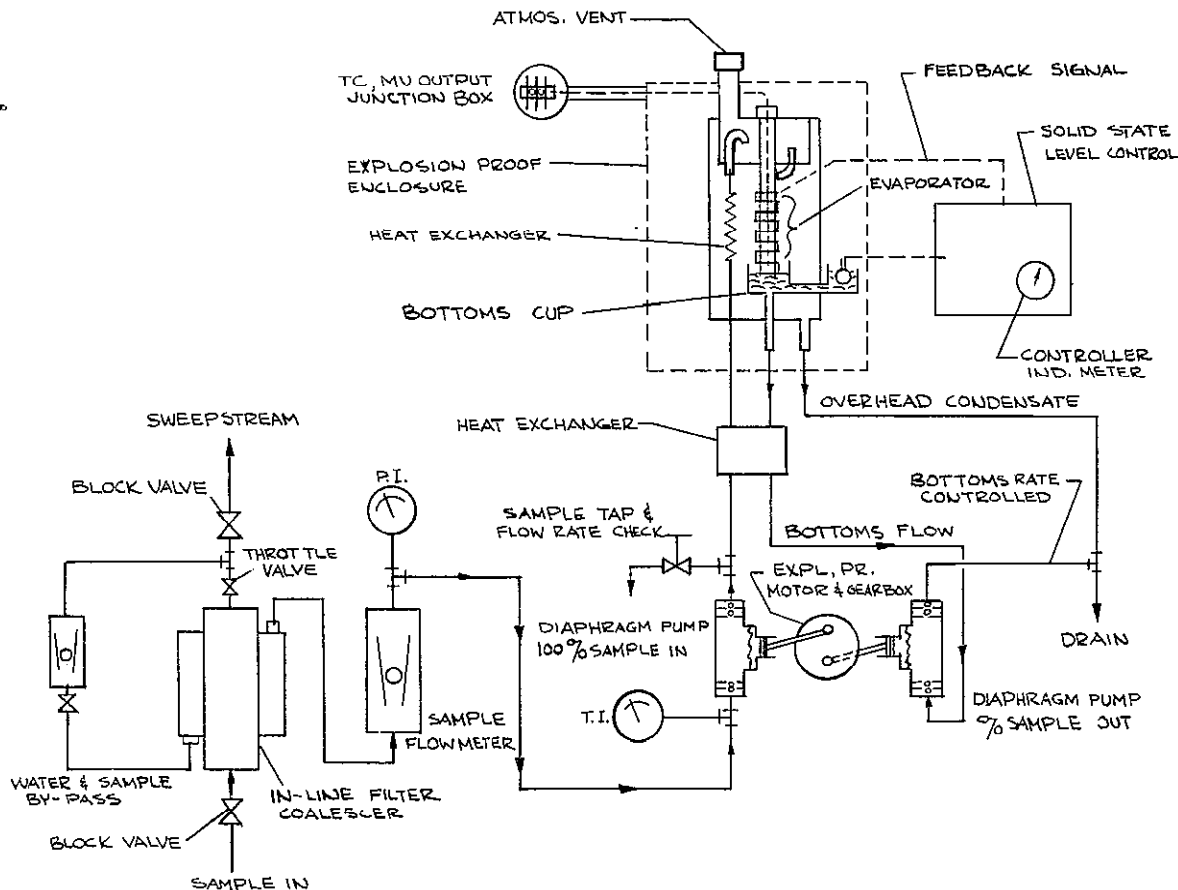 ATMOS. VENT
TC, MV OUTPUT
JUNCTION BOX
FEEDBACK SIGNAL
SOLID STATE
LEVEL CONTROL
EXPLOSION PROOF
ENCLOSURE
EVAPORATOR
HEAT EXCHANGER
BOTTOMS CUP
CONTROLLER
IND. METER
OVERHEAD CONDENSATE
SWEEPSTREAM
HEAT EXCHANGER
BLOCK VALVE
P.I.
BOTTOMS RATE
CONTROLLED
SAMPLE TAP &
FLOW RATE CHECK
BOTTOMS FLOW
THROTTLE
VALVE
EXPL. PR.
MOTOR & GEARBOX
DIAPHRAGM PUMP
100% SAMPLE IN
DRAIN
T.I.
DIAPHRAGM PUMP
% SAMPLE OUT
SAMPLE
FLOWMETER
WATER & SAMPLE
BY-PASS
IN-LINE FILTER
COALESCER
BLOCK VALVE
SAMPLE IN